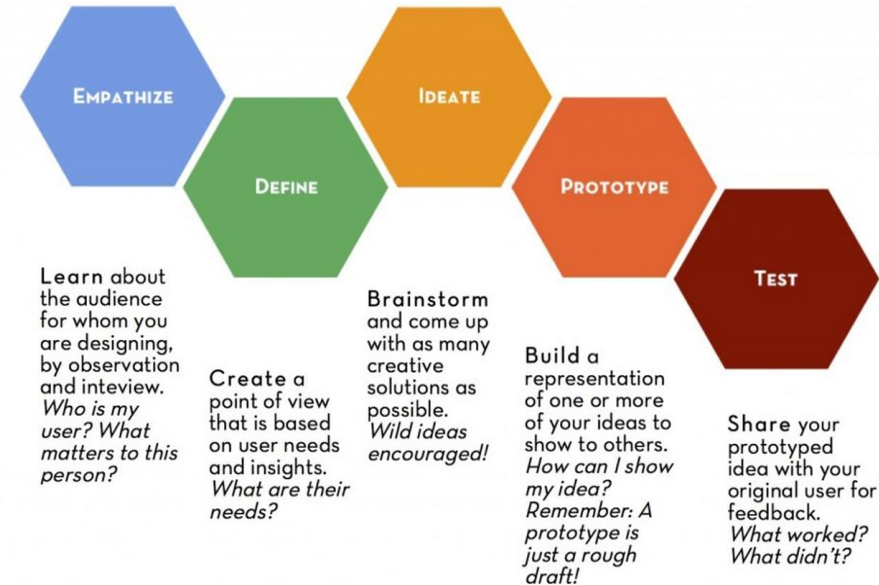 EMPATHIZE
DEFINE
IDEATE
PROTOTYPE
TEST
Learn about
the audience
for whom you
are designing,
by observation
and inteview.
Who is my
user? What
matters to this
person?
Create a
point of view
that is based
on user needs
and insights.
What are their
needs?
Brainstorm
and come up
with as many
creative
solutions as
possible.
Wild ideas
encouraged!
Build a
representation
of one or more
of your ideas to
show to others.
How can I show
my idea?
Remember: A
prototype is
just a rough
draft!
Share your
prototyped
idea with your
original user for
feedback.
What worked?
What didn't?